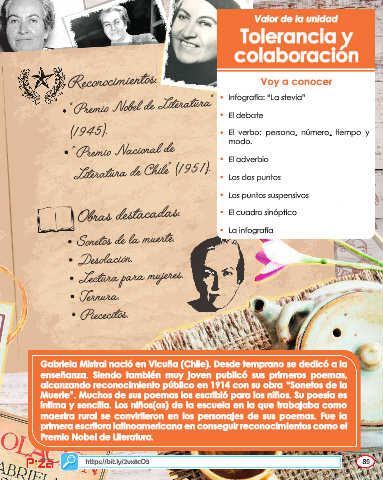 Valor de la unidad
Tolerancia y
colaboración
Voy a conocer
• Infografía: "La stevia"
• El debate
• El verbo: persona, número, tiempo y
modo.
• El adverbio
• Los dos puntos
• Los puntos suspensivos
• El cuadro sinóptico
• La infografía
Reconocimientos:
• "Premio Nobel de Literatura
(1945).
• "Premio Nacional de
Literatura de Chile" (1951).
Obras destacadas:
• Sonetos de la muerte.
• Desolación.
• Lectura para mujeres.
• Ternura.
• Piececitos.
Gabriela Mistral nació en Vicuña (Chile). Desde temprano se dedicó a la
enseñanza. Siendo también muy joven publicó sus primeros poemas,
alcanzando reconocimiento público en 1914 con su obra "Sonetos de la
Muerte". Muchos de sus poemas los escribió para los niños. Su poesía es
íntima y sencilla. Los niños(as) de la escuela en la que trabajaba como
maestra rural se convirtieron en los personajes de sus poemas. Fue la
primera escritora latinoamericana en conseguir reconocimientos como el
Premio Nobel de Literatura.
89